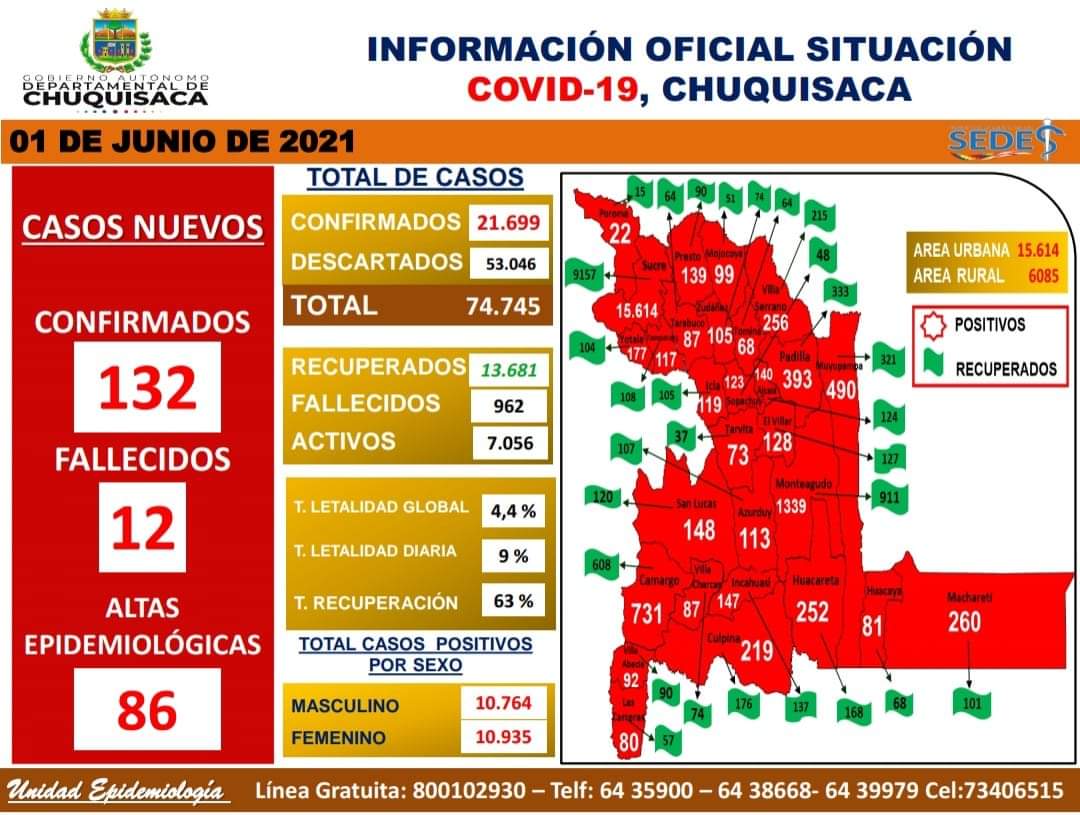 GOBIERNO AUTONOMO
DEPARTAMENTAL DE
CHUQUISACA
INFORMACIÓN OFICIAL SITUACIÓN
COVID-19, CHUQUISACA
01 DE JUNIO DE 2021
SEDES
CASOS NUEVOS
CONFIRMADOS
132
FALLECIDOS
12
ALTAS
EPIDEMIOLÓGICAS
86
TOTAL DE CASOS
CONFIRMADOS 21.699
DESCARTADOS 53.046
TOTAL 74.745
RECUPERADOS 13.681
FALLECIDOS 962
ACTIVOS 7.056
T. LETALIDAD GLOBAL 4,4 %
T. LETALIDAD DIARIA 9 %
T. RECUPERACIÓN 63 %
TOTAL CASOS POSITIVOS
POR SEXO
MASCULINO 10.764
FEMENINO 10.935
AREA URBANA 15.614
AREA RURAL 6085
POSITIVOS
RECUPERADOS
15
64
90
51
74
64
215
48
333
Poroma
22
Sucre
15.614
9157
Presto
139
Mojocoya
99
Villa
Serrano
256
Zudáñez
105
Tarabuco
87
Tomina
68
Yotala
177
117
104
108
105
Icla
119
123
Sopachuy
140
Alcalá
Padilla
393
Muyupampa
490
321
124
127
911
El Villar
128
Tarvita
73
37
107
120
608
Monteagudo
1339
San Lucas
148
Azurduy
113
Camargo
731
Villa
Charcas
87
Incahuasi
147
Huacareta
252
Huacaya
81
Machareti
260
Culpina
219
Villa
Abecia
92
Las
Carreras
80
90
57
74
176
137
168
68
101
Unidad Epidemiología
Línea Gratuita: 800102930 – Telf: 64 35900 – 64 38668- 64 39979 Cel:73406515